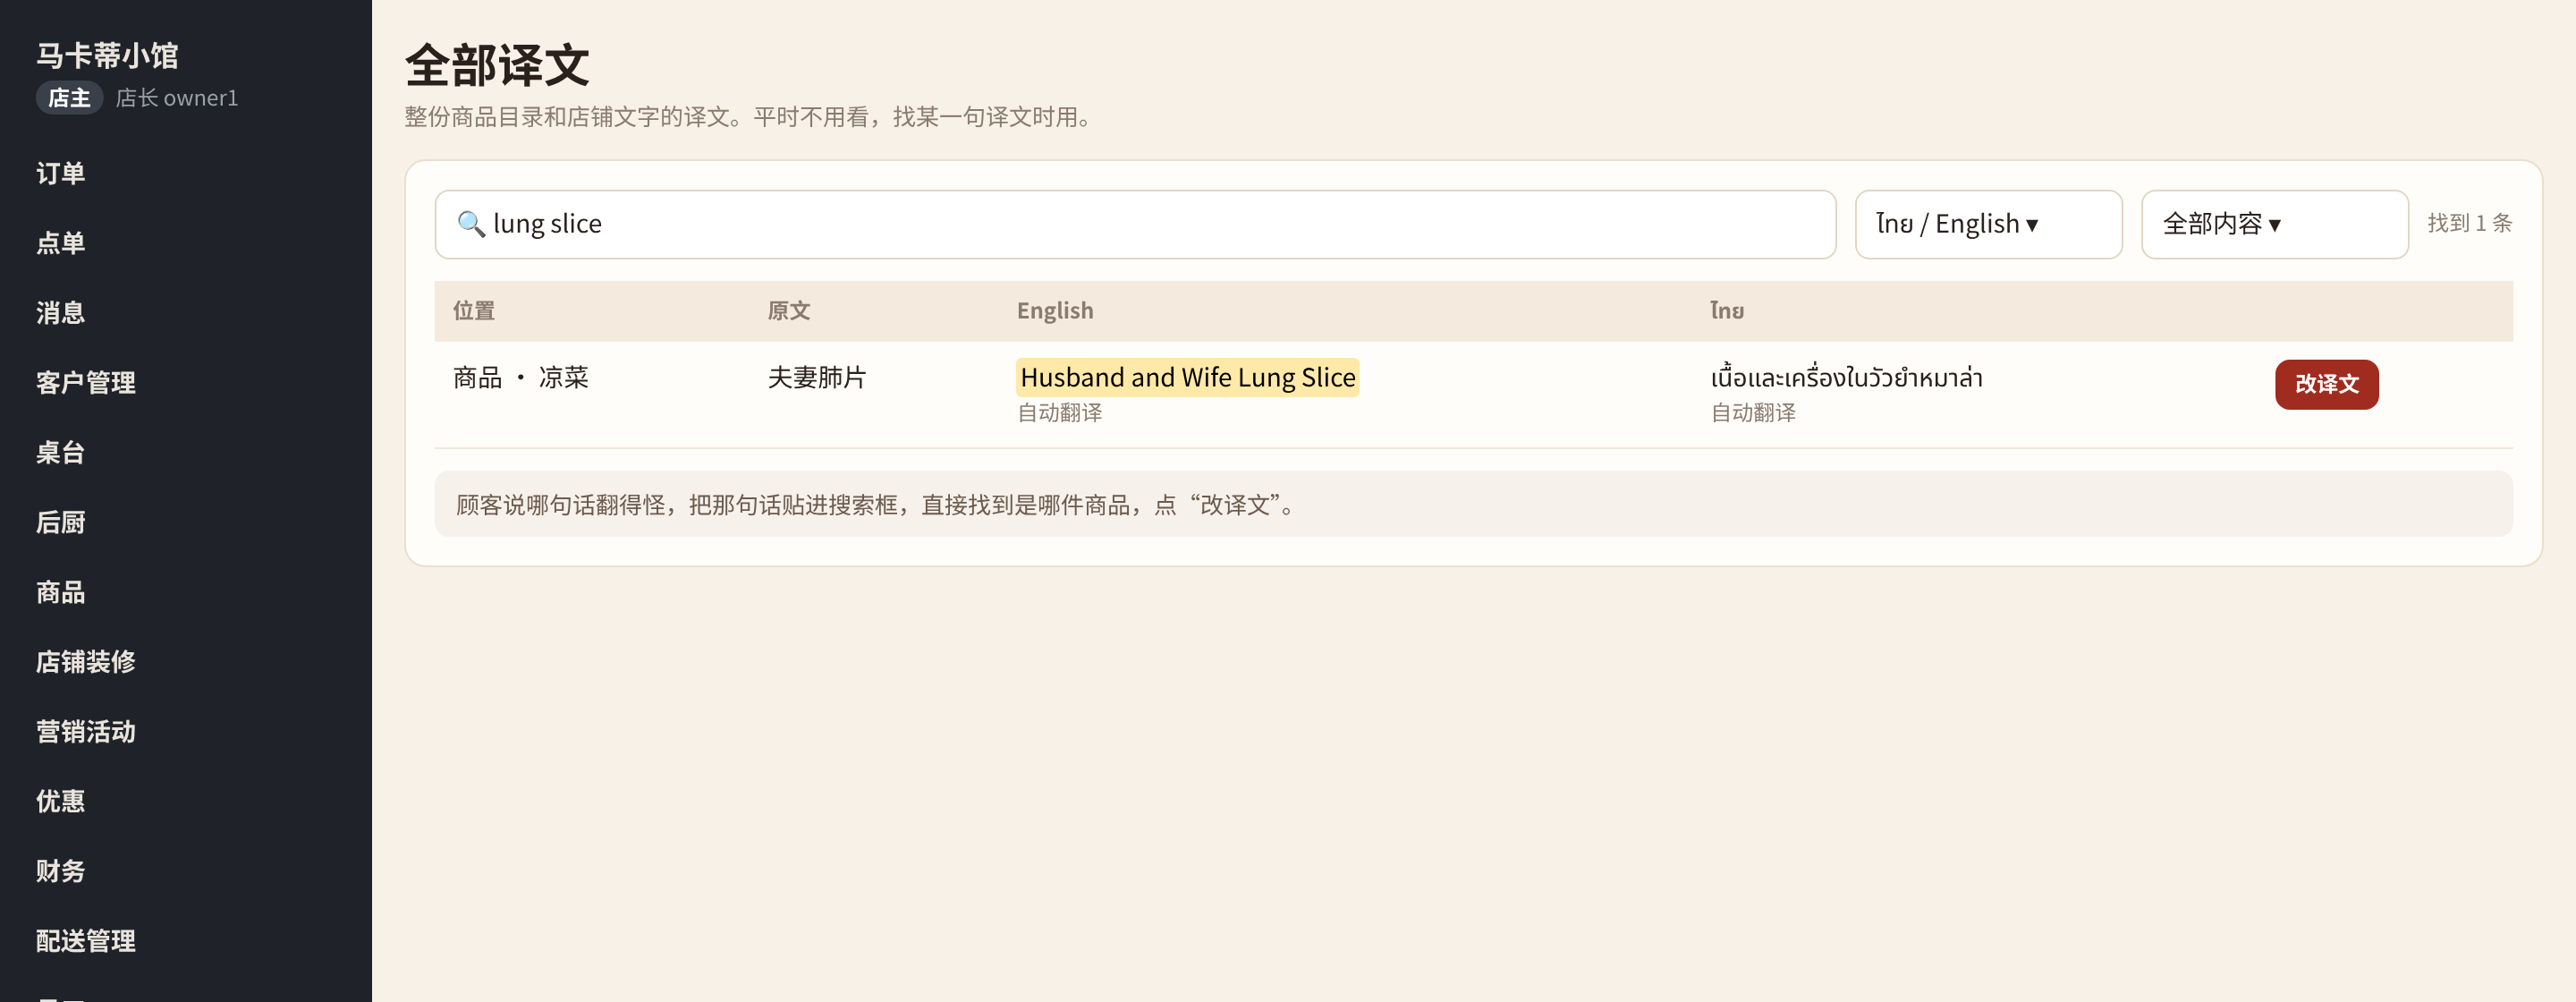 马卡蒂小馆
店主 店长 owner1
订单
点单
消息
客户管理
桌台
后厨
商品
店铺装修
营销活动
优惠
财务
配送管理
全部译文
整份商品目录和店铺文字的译文。平时不用看，找某一句译文时用。
🔍 lung slice
ไทย / English ▾
全部内容 ▾
找到 1 条
位置 原文 English ไทย
商品 · 凉菜 夫妻肺片 Husband and Wife Lung Slice เนื้อและเครื่องในวัวยำหมาล่า 改译文
自动翻译 自动翻译
顾客说哪句话翻得怪，把那句话贴进搜索框，直接找到是哪件商品，点“改译文”。